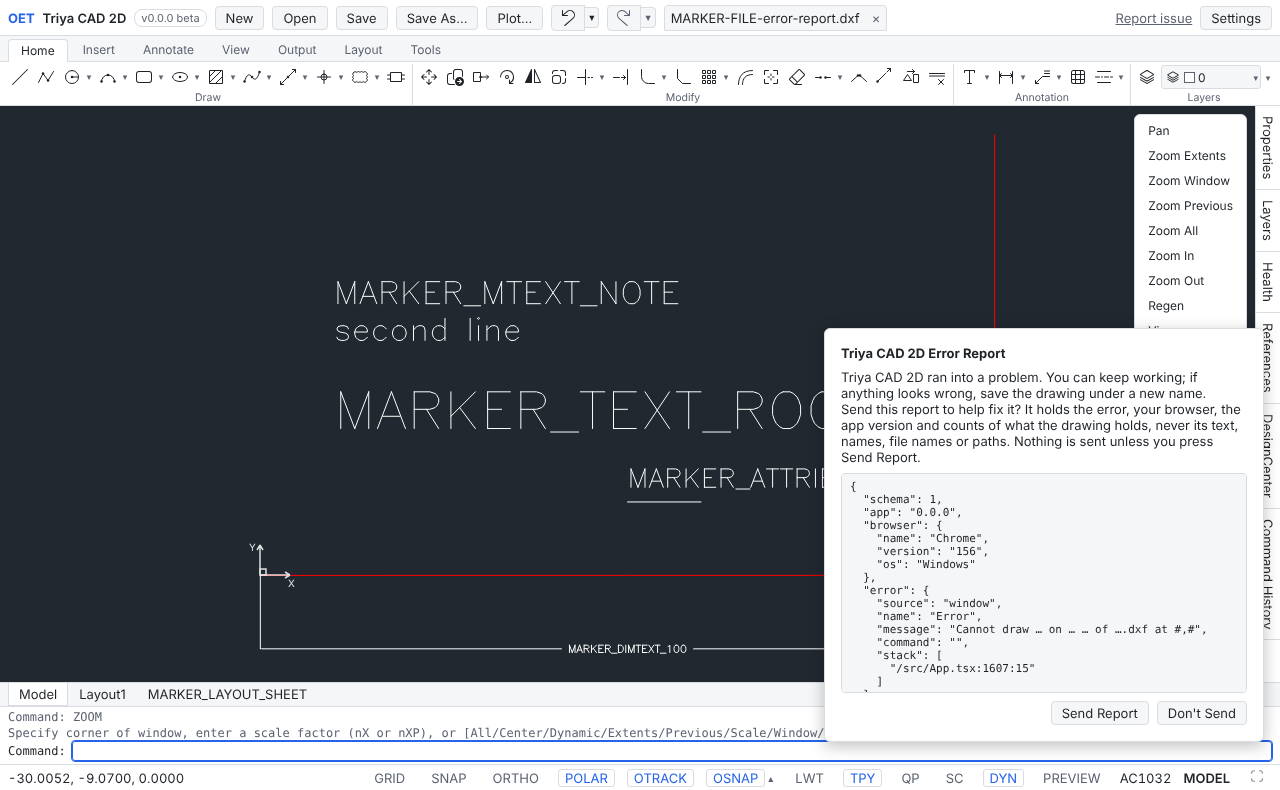 OET Triya CAD 2D v0.0.0 beta New Open Save Save As... Plot... MARKER-FILE-error-report.dxf × Report issue Settings
Home Insert Annotate View Output Layout Tools
0
Draw Modify Annotation Layers
Pan
Zoom Extents
Zoom Window
Zoom Previous
Zoom All
Zoom In
Zoom Out
Regen
Properties
Layers
Health
References
DesignCenter
Command History
MARKER_MTEXT_NOTE
second line
MARKER_TEXT_ROO
MARKER_ATTRIB
Y
X
MARKER_DIMTEXT_100
Triya CAD 2D Error Report
Triya CAD 2D ran into a problem. You can keep working; if
anything looks wrong, save the drawing under a new name.
Send this report to help fix it? It holds the error, your browser, the
app version and counts of what the drawing holds, never its text,
names, file names or paths. Nothing is sent unless you press
Send Report.
{
"schema": 1,
"app": "0.0.0",
"browser": {
"name": "Chrome",
"version": "156",
"os": "Windows"
},
"error": {
"source": "window",
"name": "Error",
"message": "Cannot draw … on … … of ….dxf at #,#",
"command": "",
"stack": [
"/src/App.tsx:1607:15"
]
Send Report Don't Send
Model Layout1 MARKER_LAYOUT_SHEET
Command: ZOOM
Specify corner of window, enter a scale factor (nX or nXP), or [All/Center/Dynamic/Extents/Previous/Scale/Window/
Command:
-30.0052, -9.0700, 0.0000 GRID SNAP ORTHO POLAR OTRACK OSNAP LWT TPY QP SC DYN PREVIEW AC1032 MODEL